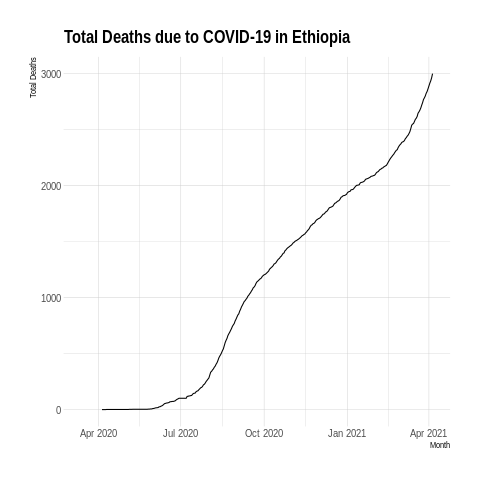 Total Deaths due to COVID-19 in Ethiopia
Total Deaths
3000
2000
1000
0
Apr 2020 Jul 2020 Oct 2020 Jan 2021 Apr 2021
Month